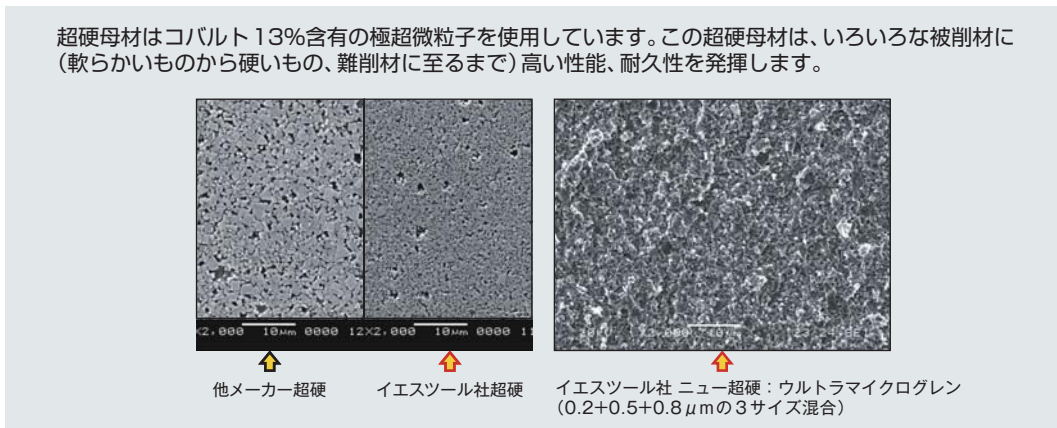 超硬母材はコバルト13%含有の極超微粒子を使用しています。この超硬母材は、いろいろな被削材に
(軟らかいものから硬いもの、難削材に至るまで)高い性能、耐久性を発揮します。
×2,000 10μm 0000 12×2,000 10μm 0000 11
他メーカー超硬
イエスツール社超硬
イエスツール社 ニュー超硬:ウルトラマイクログレン
(0.2+0.5+0.8μmの3サイズ混合)